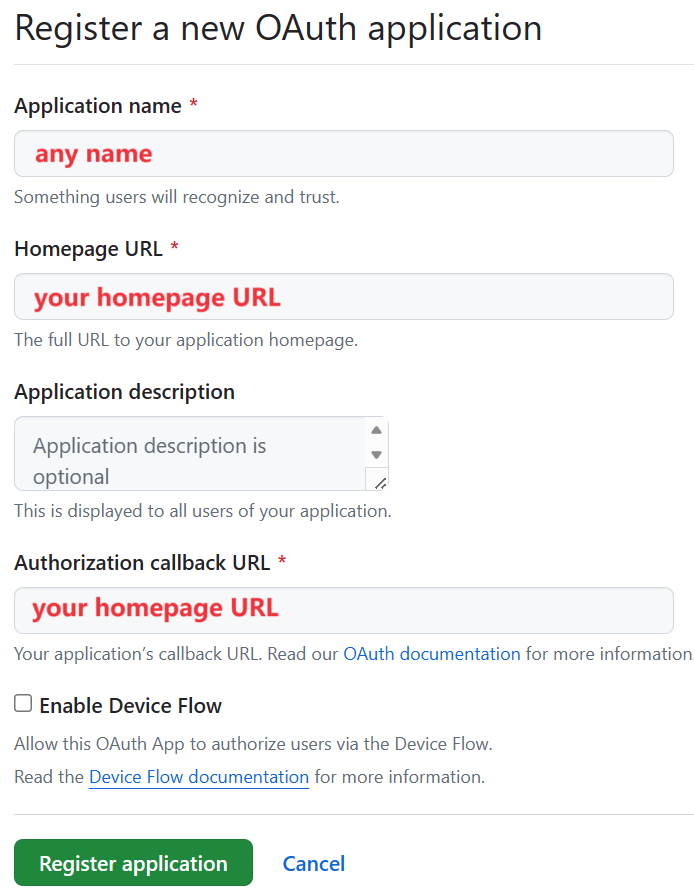 Register a new OAuth application
Application name *
any name
Something users will recognize and trust.
Homepage URL *
your homepage URL
The full URL to your application homepage.
Application description
Application description is
optional
This is displayed to all users of your application.
Authorization callback URL *
your homepage URL
Your application’s callback URL. Read our OAuth documentation for more information.
Enable Device Flow
Allow this OAuth App to authorize users via the Device Flow.
Read the Device Flow documentation for more information.
Register application Cancel